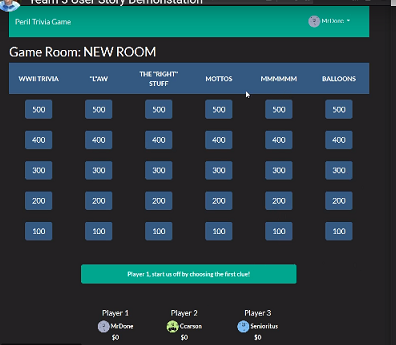 Team 5 User Story Demonstration
Peril Trivia Game
MrDone
Game Room: NEW ROOM
WWII TRIVIA "L"AW THE "RIGHT" STUFF MOTTOS MMMMMM BALLOONS
500 500 500 500 500 500
400 400 400 400 400 400
300 300 300 300 300 300
200 200 200 200 200 200
100 100 100 100 100 100
Player 1, start us off by choosing the first clue!
Player 1 Player 2 Player 3
MrDone Ccarson Senioritus
$0 $0 $0